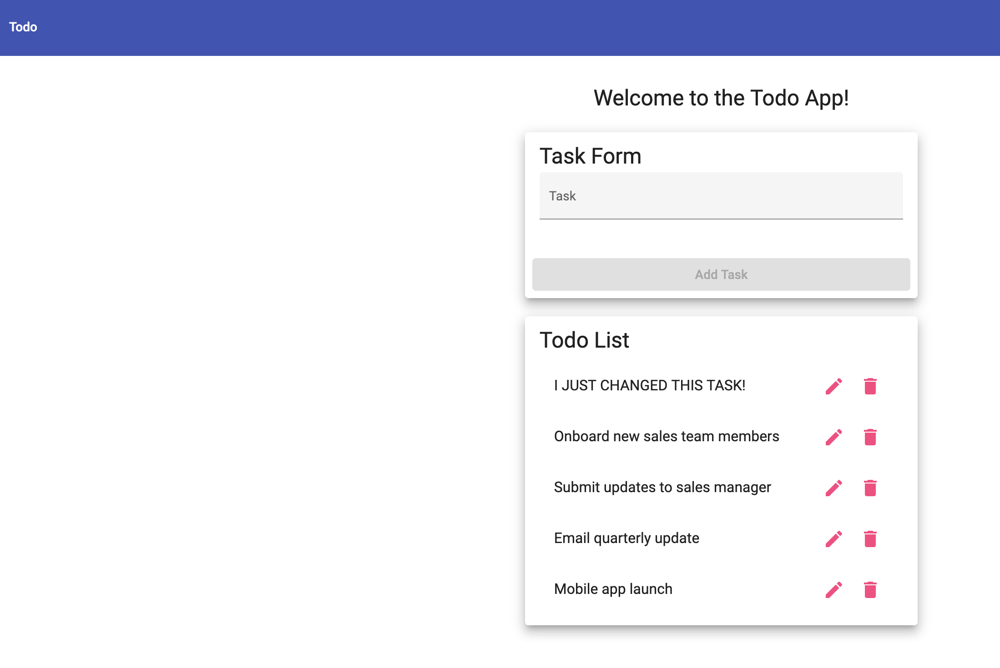 Todo
Welcome to the Todo App!
Task Form
Task
Add Task
Todo List
I JUST CHANGED THIS TASK!
Onboard new sales team members
Submit updates to sales manager
Email quarterly update
Mobile app launch